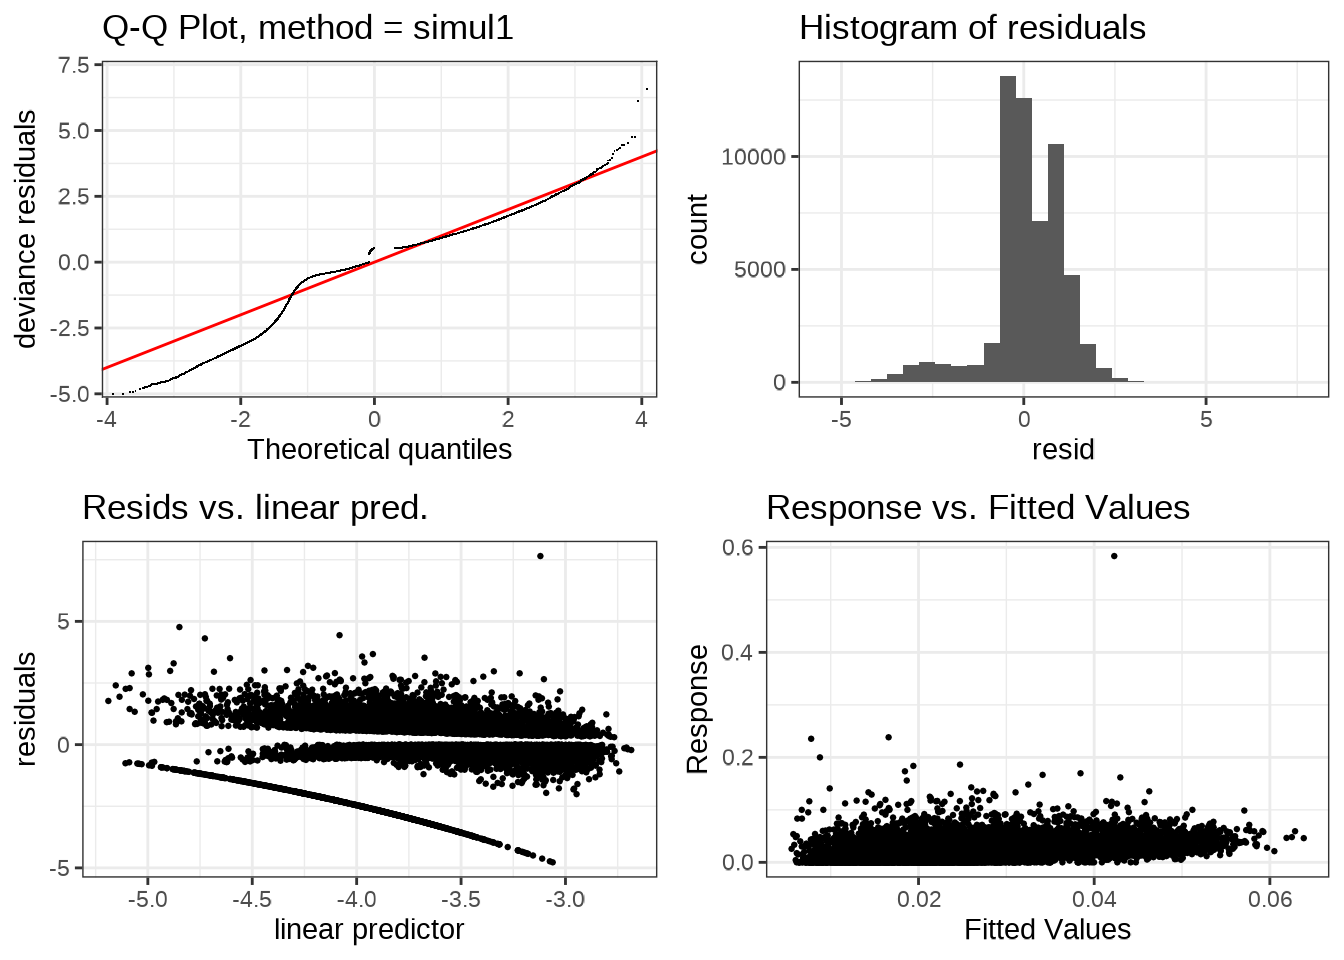 Q-Q Plot, method = simul1
7.5
5.0
2.5
0.0
-2.5
-5.0
deviance residuals
-4 -2 0 2 4
Theoretical quantiles
Histogram of residuals
10000
5000
0
count
-5 0 5
resid
Resids vs. linear pred.
5
0
-5
residuals
-5.0 -4.5 -4.0 -3.5 -3.0
linear predictor
Response vs. Fitted Values
0.6
0.4
0.2
0.0
Response
0.02 0.04 0.06
Fitted Values